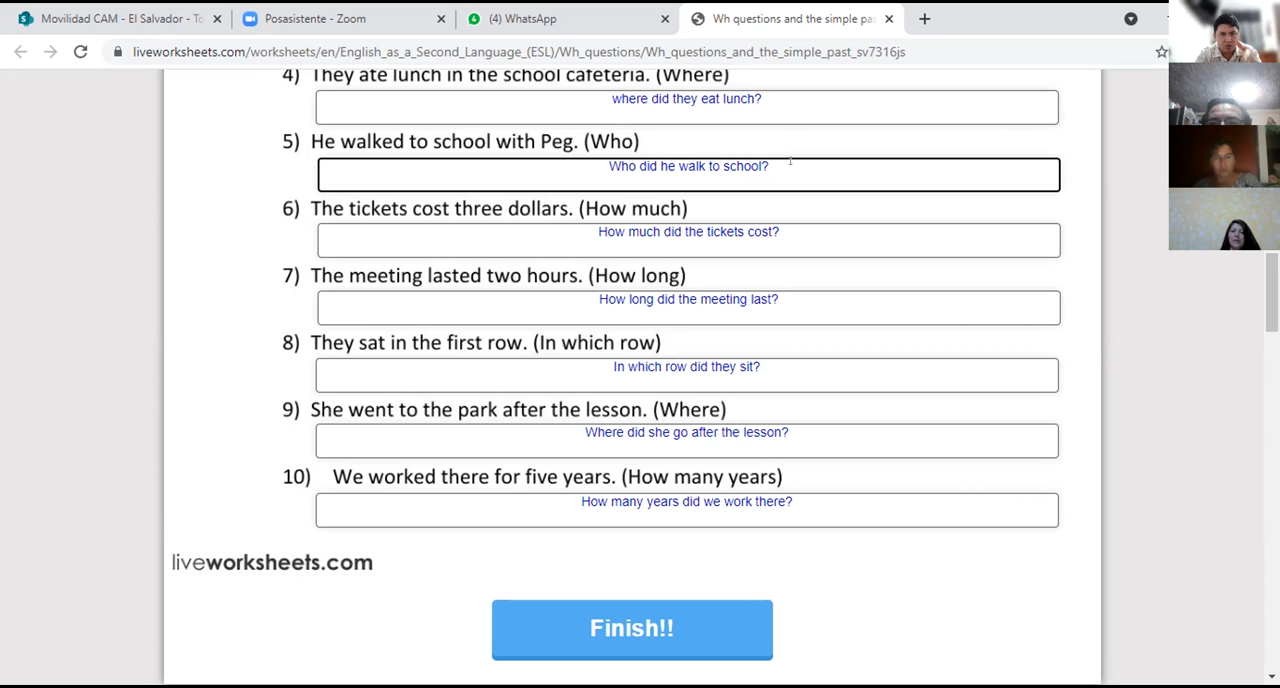 Movilidad CAM - El Salvador - To
Posasistente - Zoom
(4) WhatsApp
Wh questions and the simple pas
liveworksheets.com/worksheets/en/English_as_a_Second_Language_(ESL)/Wh_questions/Wh_questions_and_the_simple_past_sv7316js
4) They ate lunch in the school cafeteria. (Where)
where did they eat lunch?
5) He walked to school with Peg. (Who)
Who did he walk to school?
6) The tickets cost three dollars. (How much)
How much did the tickets cost?
7) The meeting lasted two hours. (How long)
How long did the meeting last?
8) They sat in the first row. (In which row)
In which row did they sit?
9) She went to the park after the lesson. (Where)
Where did she go after the lesson?
10) We worked there for five years. (How many years)
How many years did we work there?
liveworksheets.com
Finish!!